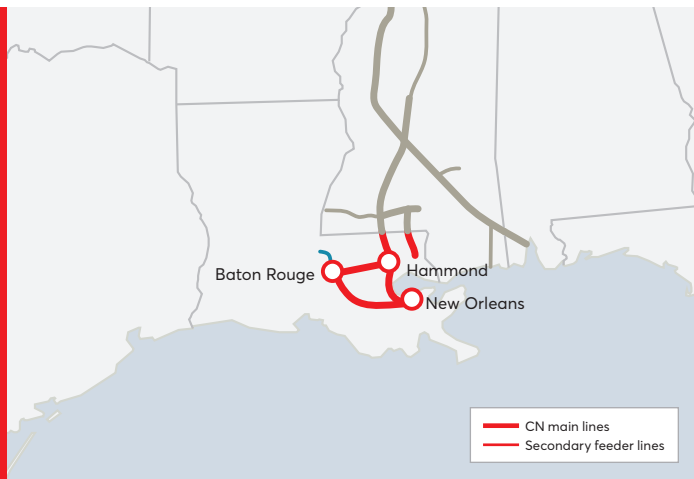 Baton Rouge
Hammond
New Orleans
CN main lines
Secondary feeder lines